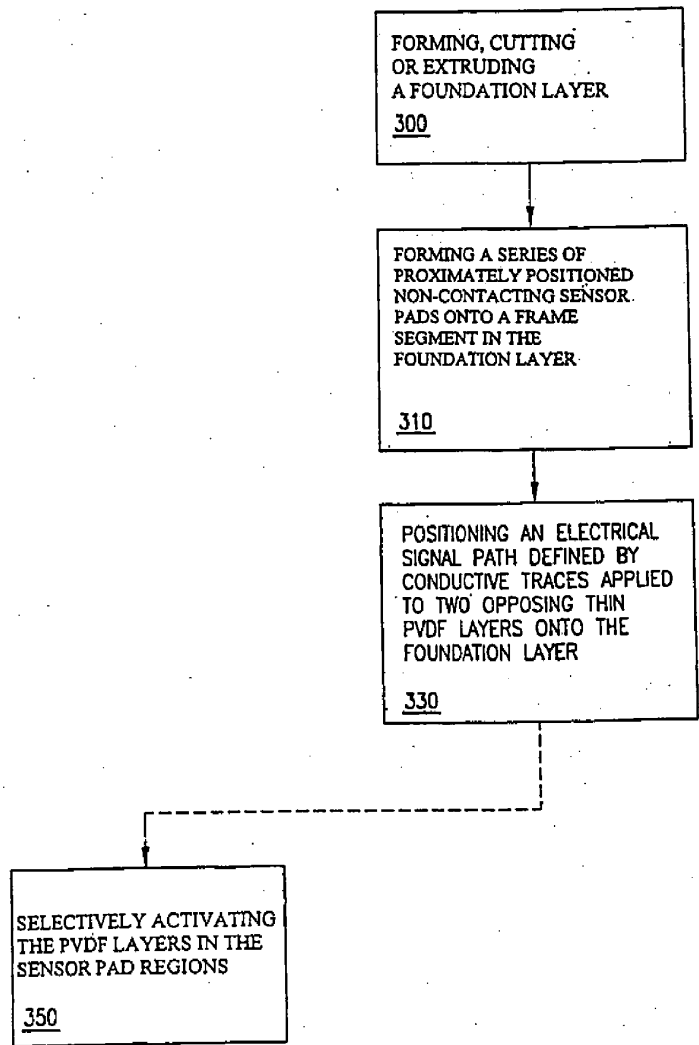 FORMING, CUTTING
OR EXTRUDING
A FOUNDATION LAYER
300
FORMING A SERIES OF
PROXIMATELY POSITIONED
NON-CONTACTING SENSOR
PADS ONTO A FRAME
SEGMENT IN THE
FOUNDATION LAYER
310
POSITIONING AN ELECTRICAL
SIGNAL PATH DEFINED BY
CONDUCTIVE TRACES APPLIED
TO TWO OPPOSING THIN
PVDF LAYERS ONTO THE
FOUNDATION LAYER
330
SELECTIVELY ACTIVATING
THE PVDF LAYERS IN THE
SENSOR PAD REGIONS
350